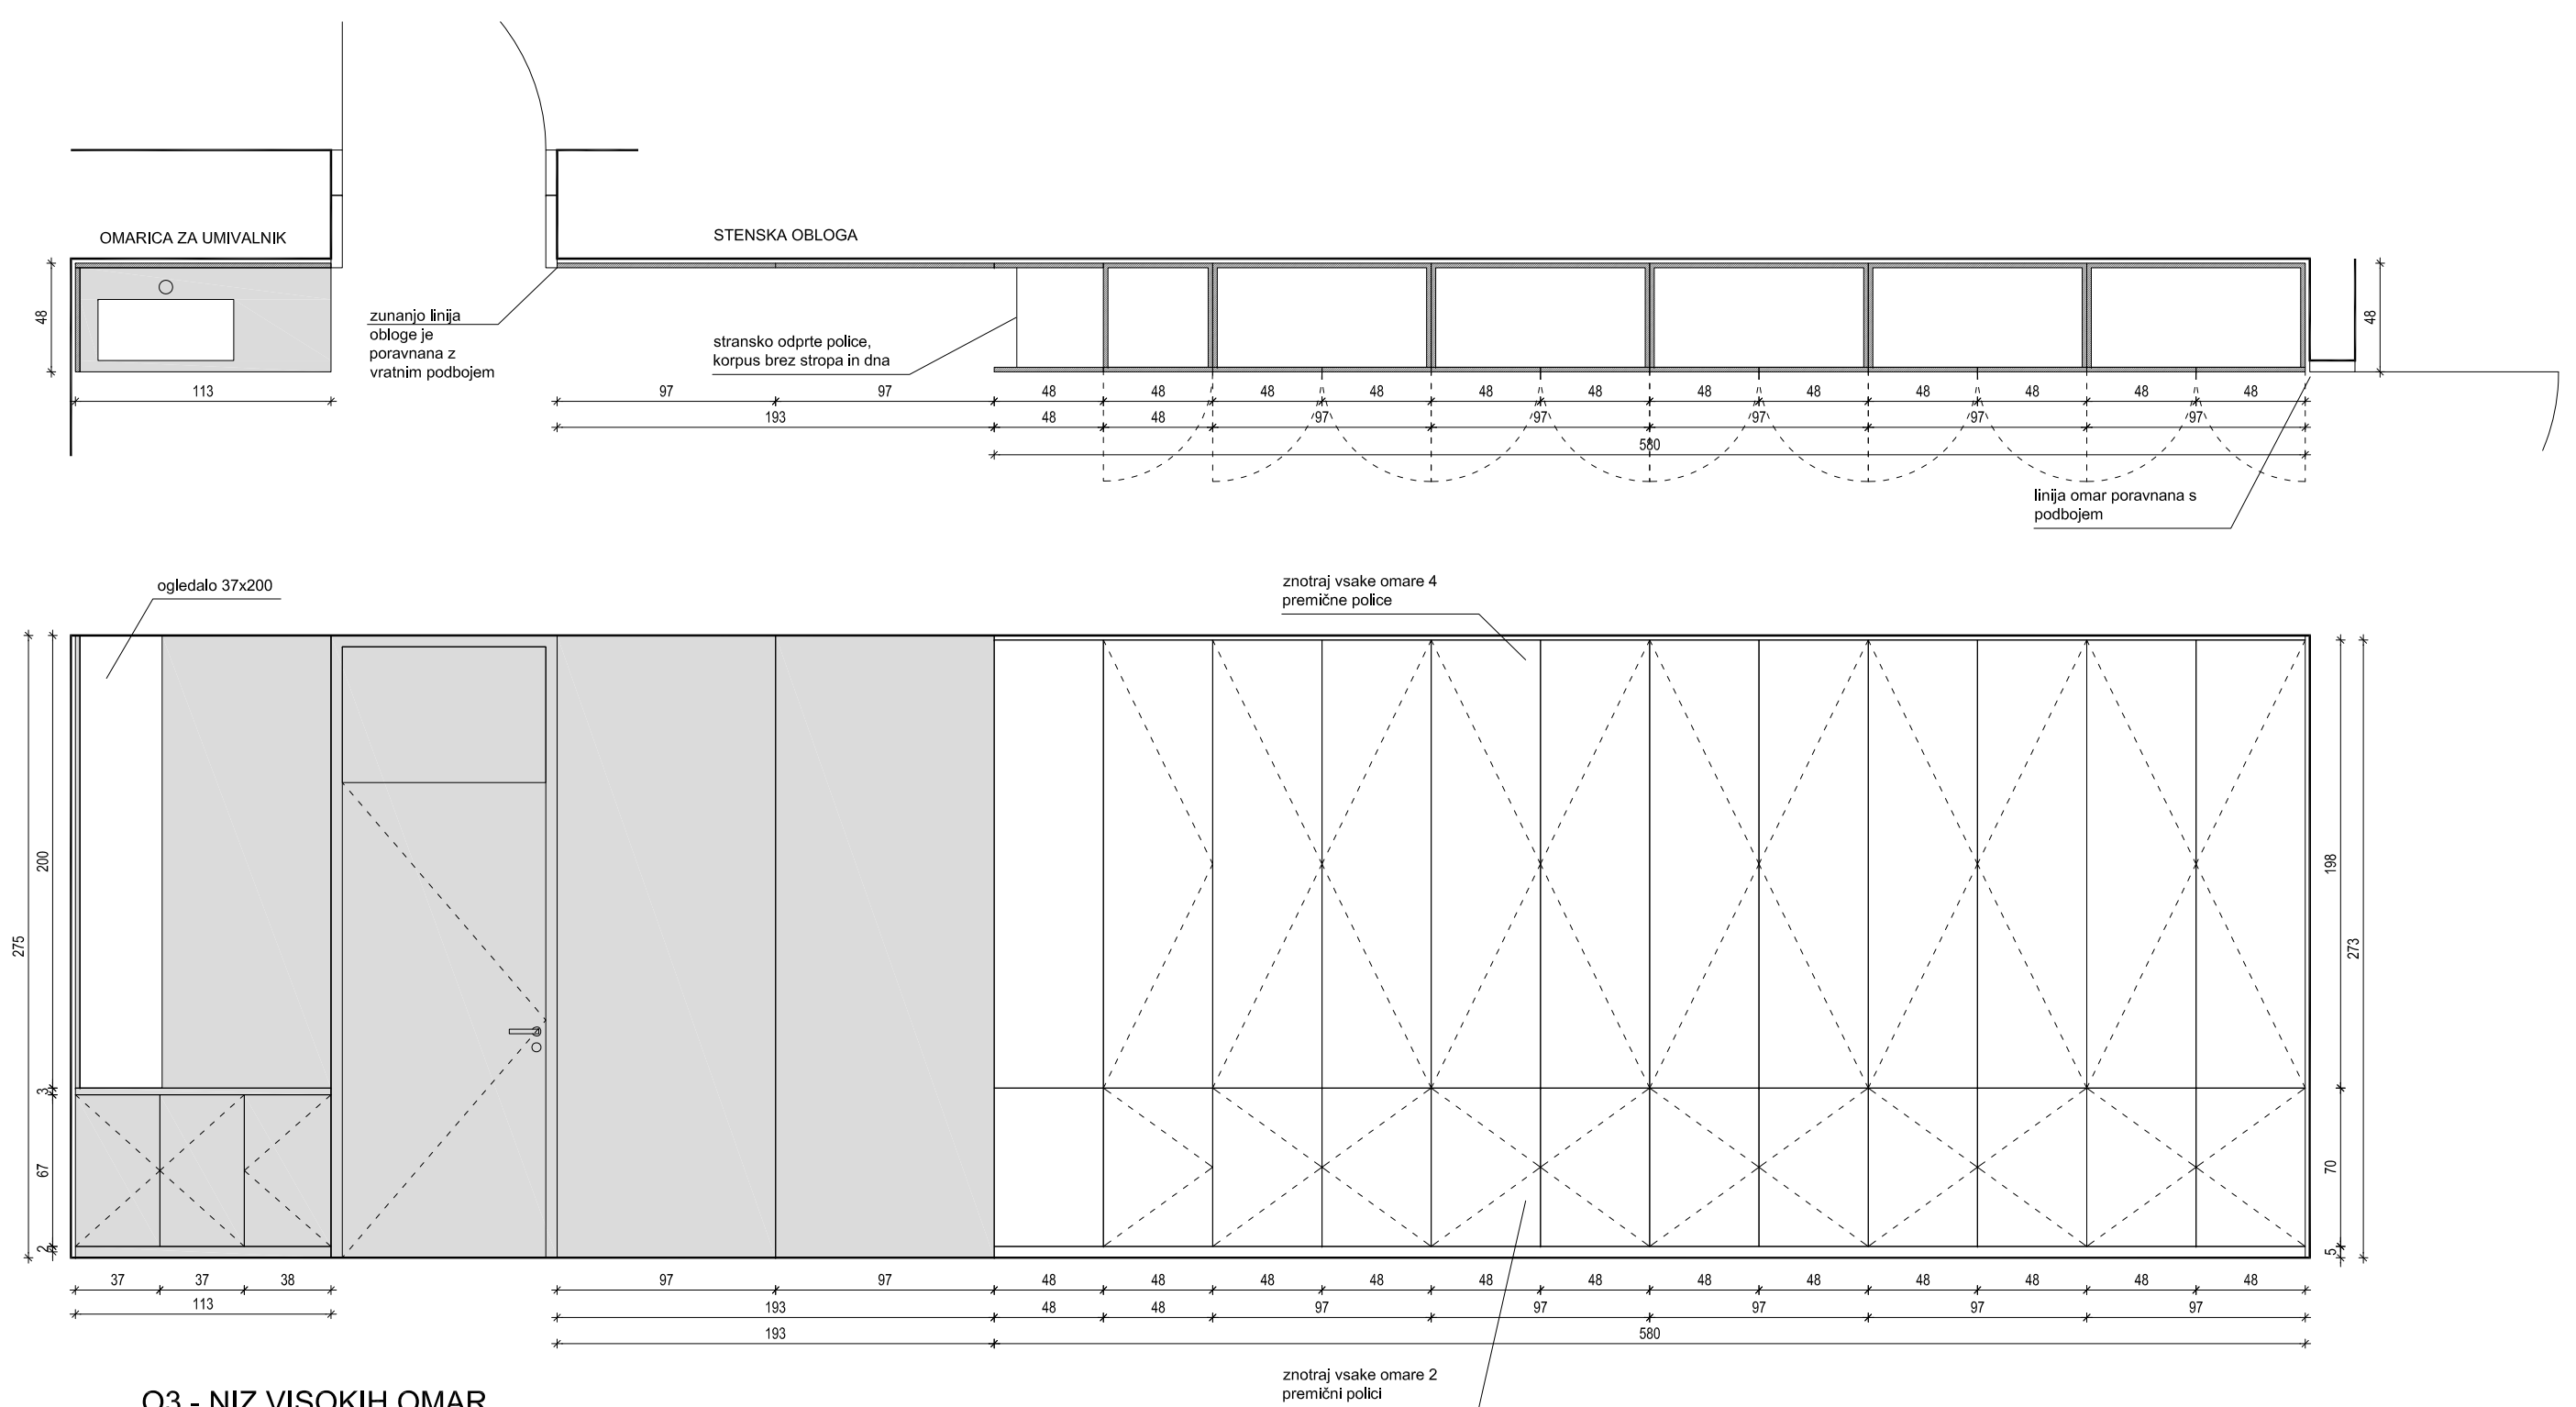 OMARICA ZA UMIVALNIK
STENSKA OBLOGA
48
zunanjo linija
obloge je
poravnana z
vratnim podbojem
stransko odprte police,
korpus brez stropa in dna
48
113
97 97 48 48 48 48 48 48 48 48 48 48 48 48
193 48 48 97 97 97 97 97
580
linija omar poravnana s
podbojem
ogledalo 37x200
znotraj vsake omare 4
premične police
275
200
3
67
2
198
273
70
5
37 37 38 97 97 48 48 48 48 48 48 48 48 48 48 48 48
113 193 48 48 97 97 97 97 97
193 580
znotraj vsake omare 2
premični polici
O3 - NIZ VISOKIH OMAR